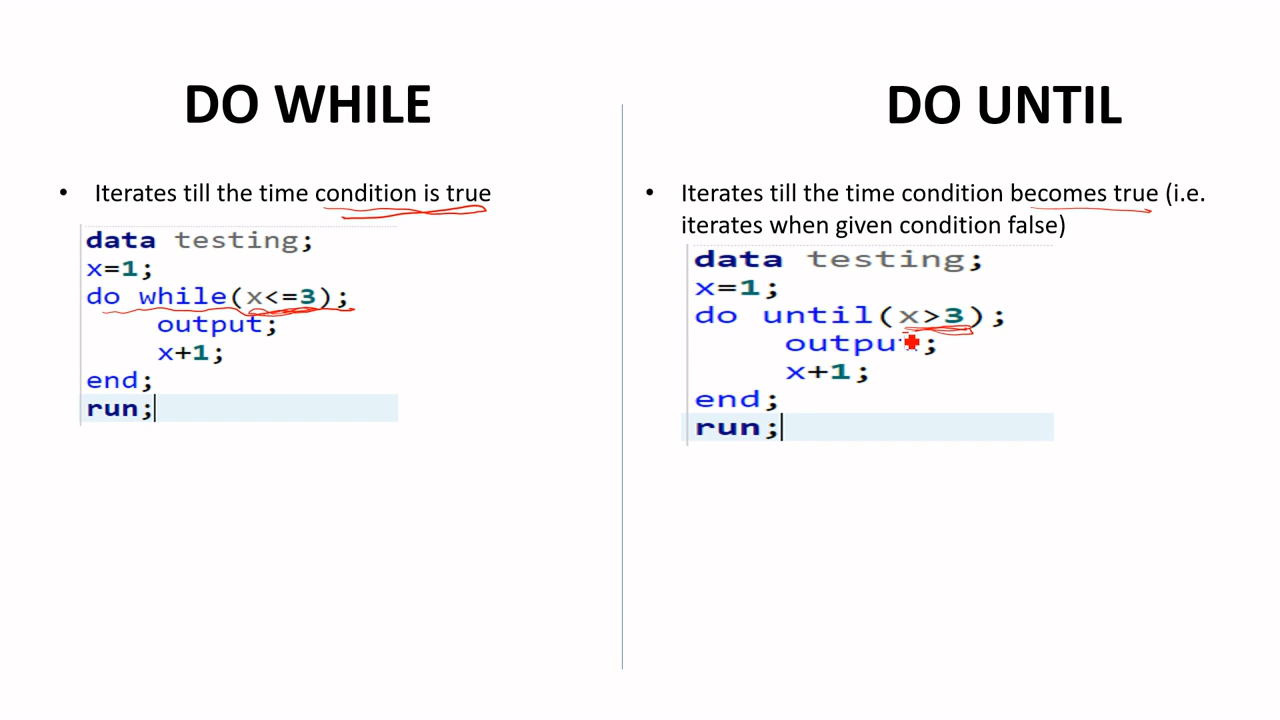 DO WHILE
• Iterates till the time condition is true
data testing;
x=1;
do while(x<=3);
output;
x+1;
end;
run;
DO UNTIL
• Iterates till the time condition becomes true (i.e.
iterates when given condition false)
data testing;
x=1;
do until(x>3);
output;
x+1;
end;
run;